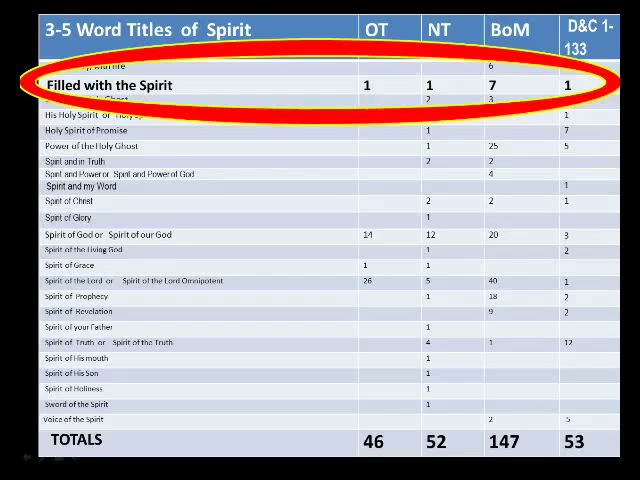 3-5 Word Titles of Spirit OT NT BoM D&C 1-133
with fire 6
Filled with the Spirit 1 1 7 1
Ghost 2 3
His Holy Spirit or Holy 1
Holy Spirit of Promise 1 7
Power of the Holy Ghost 1 25 5
Spirit and in Truth 2 2
Spirit and Power or Spirit and Power of God 4
Spirit and my Word 1
Spirit of Christ 2 2 1
Spirit of Glory 1
Spirit of God or Spirit of our God 14 12 20 3
Spirit of the Living God 1 2
Spirit of Grace 1 1
Spirit of the Lord or Spirit of the Lord Omnipotent 26 5 40 1
Spirit of Prophecy 1 18 2
Spirit of Revelation 9 2
Spirit of your Father 1
Spirit of Truth or Spirit of the Truth 4 1 12
Spirit of His mouth 1
Spirit of His Son 1
Spirit of Holiness 1
Sword of the Spirit 1
Voice of the Spirit 2 5
TOTALS 46 52 147 53